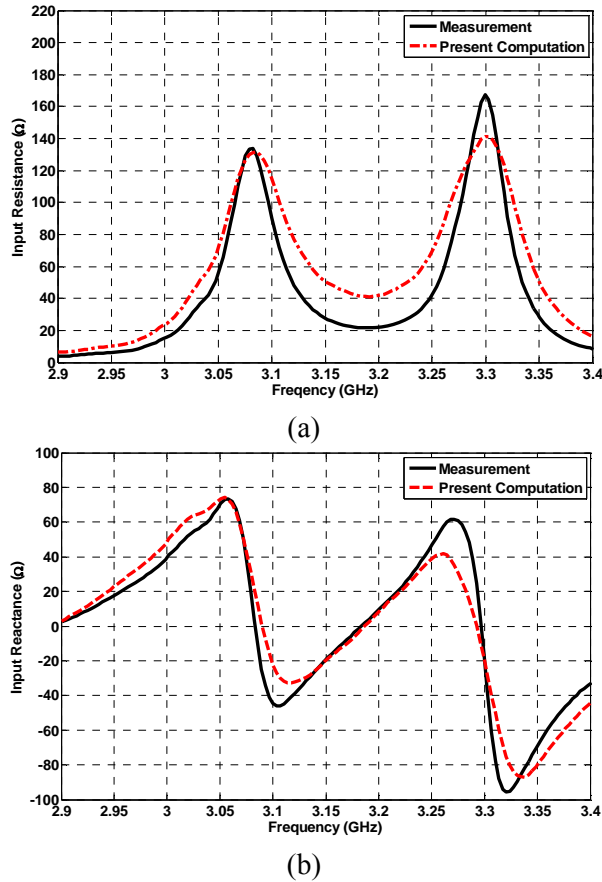 220
200
180
160
140
120
100
80
60
40
20
0
Input Resistance (Ω)
Measurement
Present Computation
2.9 2.95 3 3.05 3.1 3.15 3.2 3.25 3.3 3.35 3.4
Freqency (GHz)
(a)
100
80
60
40
20
0
-20
-40
-60
-80
-100
Input Reactance (Ω)
Measurement
Present Computation
2.9 2.95 3 3.05 3.1 3.15 3.2 3.25 3.3 3.35 3.4
Frequency (GHz)
(b)